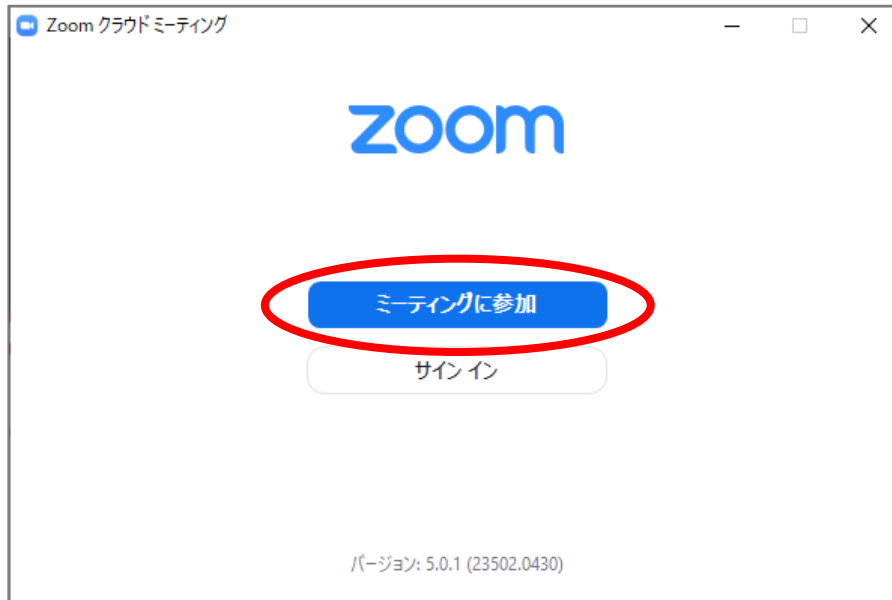 Zoom クラウド ミーティング
zoom
ミーティングに参加
サイン イン
バージョン: 5.0.1 (23502.0430)